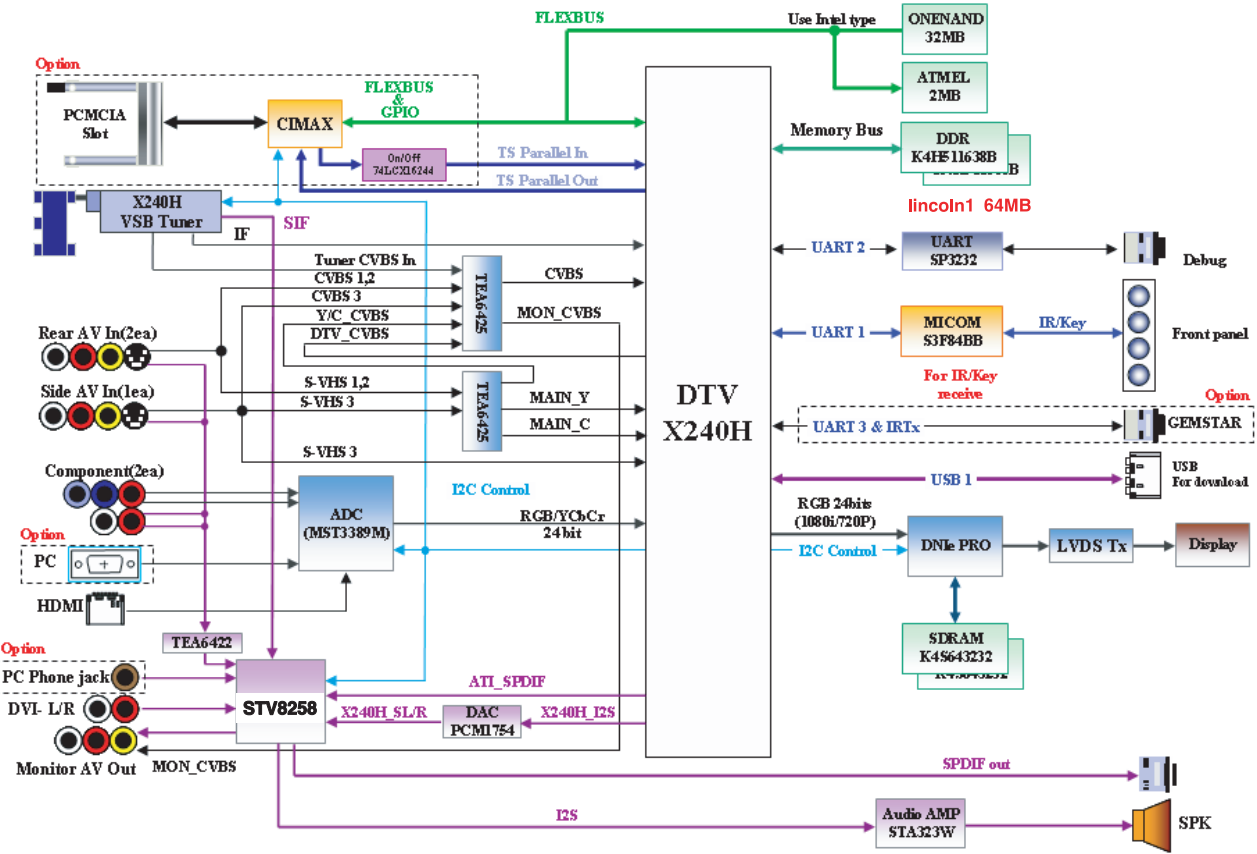 FLEXBUS
Use Intel type
ONENAND
32MB
ATMEL
2MB
Option
PCMCIA
Slot
CIMAX
FLEXBUS
&
GPIO
On/Off
74LCX16244
TS Parallel In
TS Parallel Out
Memory Bus
DDR
K4H511638B
B
lincoln1 64MB
X240H
VSB Tuner
SIF
IF
Tuner CVBS In
CVBS 1,2
CVBS 3
Y/C_CVBS
DTV_CVBS
TEA6425
CVBS
MON_CVBS
UART 2
UART
SP3232
Debug
Rear AV In(2ea)
Side AV In(1ea)
S-VHS 1,2
S-VHS 3
TEA6425
MAIN_Y
MAIN_C
S-VHS 3
DTV
X240H
UART 1
MICOM
S3F84BB
IR/Key
Front panel
For IR/Key
receive
Option
UART 3 & IRTx
GEMSTAR
USB 1
USB
For download
Component(2ea)
Option
PC
HDMI
ADC
(MST3389M)
I2C Control
RGB/YCbCr
24bit
RGB 24bits
(1080i/720P)
I2C Control
DNIe PRO
LVDS Tx
Display
SDRAM
K4S643232
K4S643232
TEA6422
Option
PC Phone jack
DVI- L/R
Monitor AV Out
MON_CVBS
STV8258
ATI_SPDIF
X240H_SL/R
DAC
PCM1754
X240H_I2S
SPDIF out
I2S
Audio AMP
STA323W
SPK